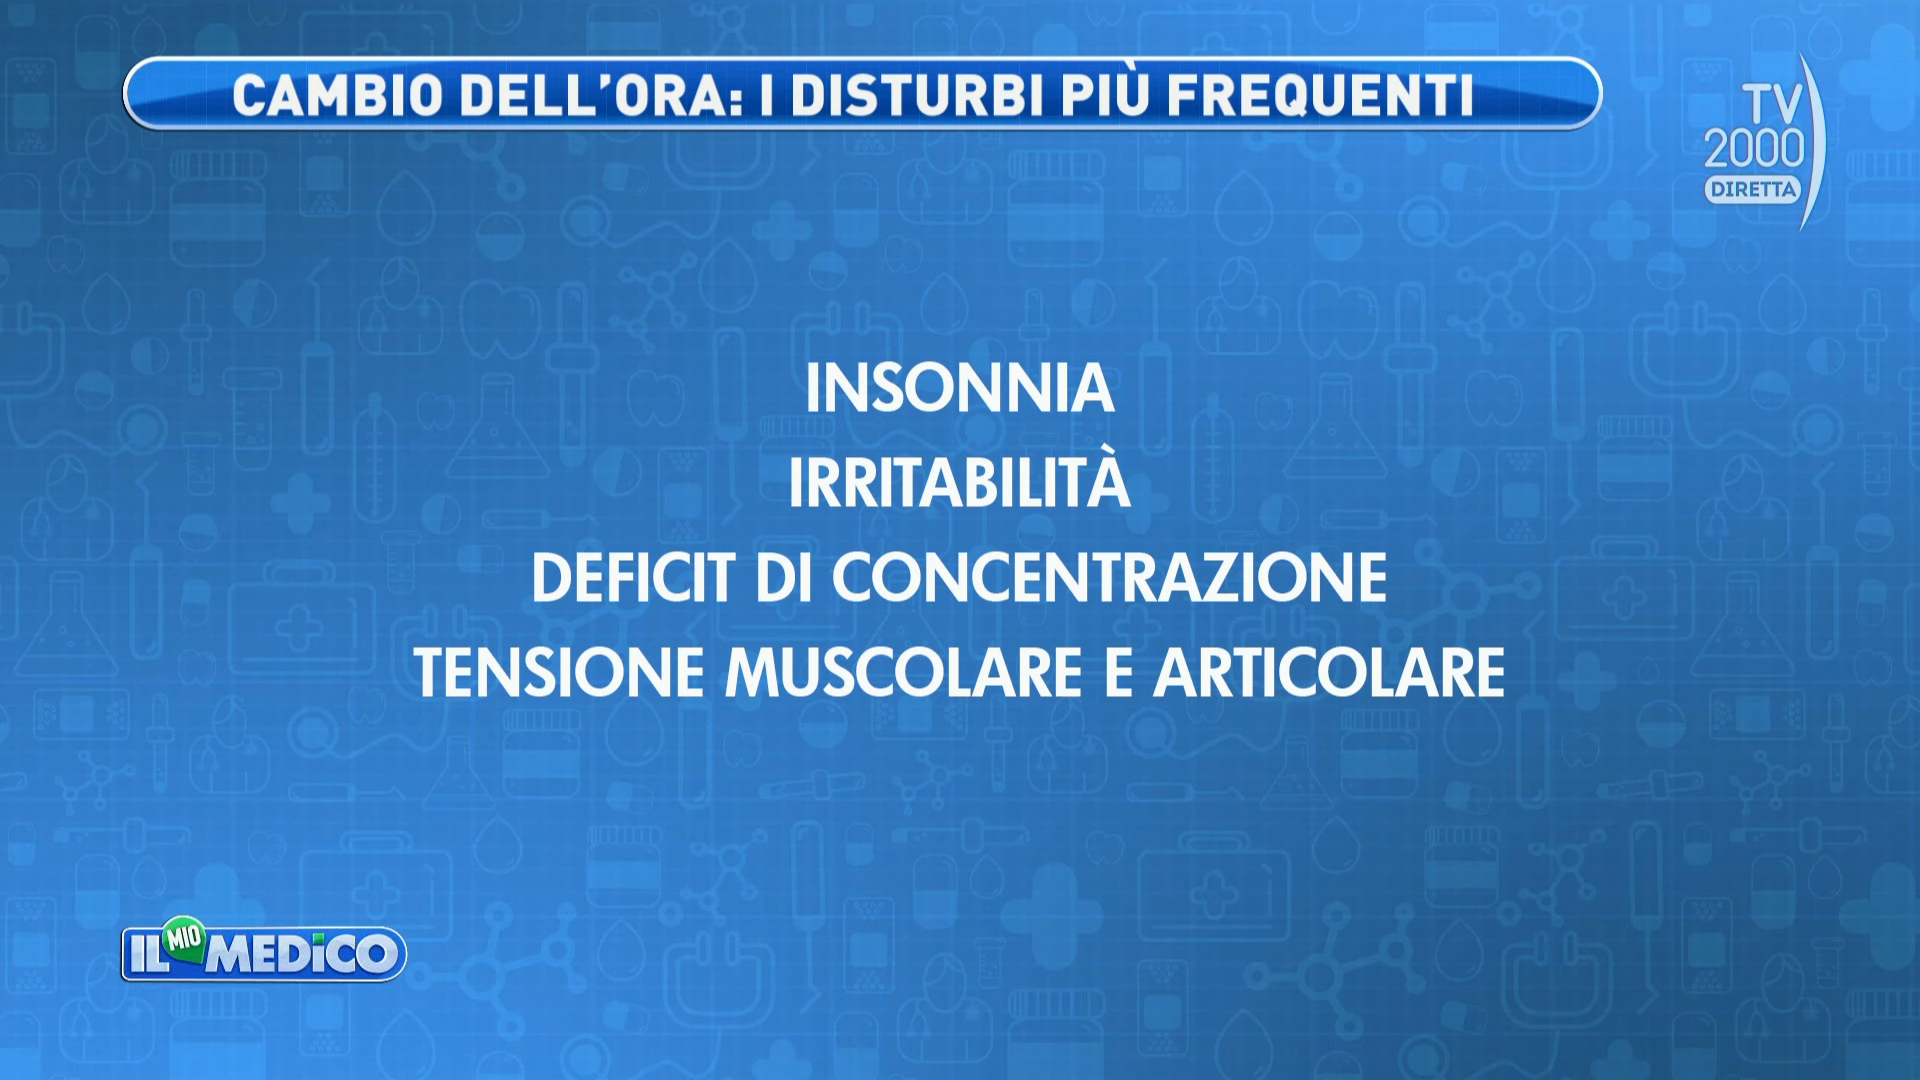 CAMBIO DELL'ORA: I DISTURBI PIÙ FREQUENTI
TV
2000
DIRETTA
INSONNIA
IRRITABILITÀ
DEFICIT DI CONCENTRAZIONE
TENSIONE MUSCOLARE E ARTICOLARE
IL MIO MEDICO